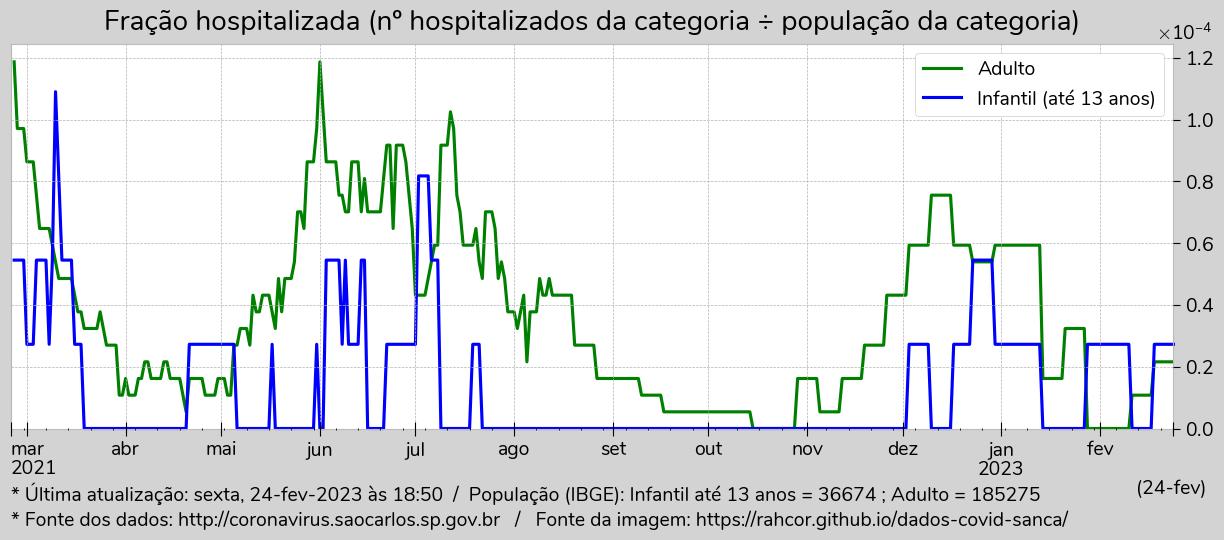 Fração hospitalizada (nº hospitalizados da categoria ÷ população da categoria)
×10⁻⁴
Adulto
Infantil (até 13 anos)
1.2
1.0
0.8
0.6
0.4
0.2
0.0
mar abr mai jun jul ago set out nov dez jan fev
2021 2023
(24-fev)
* Última atualização: sexta, 24-fev-2023 às 18:50 / População (IBGE): Infantil até 13 anos = 36674 ; Adulto = 185275
* Fonte dos dados: http://coronavirus.saocarlos.sp.gov.br / Fonte da imagem: https://rahcor.github.io/dados-covid-sanca/